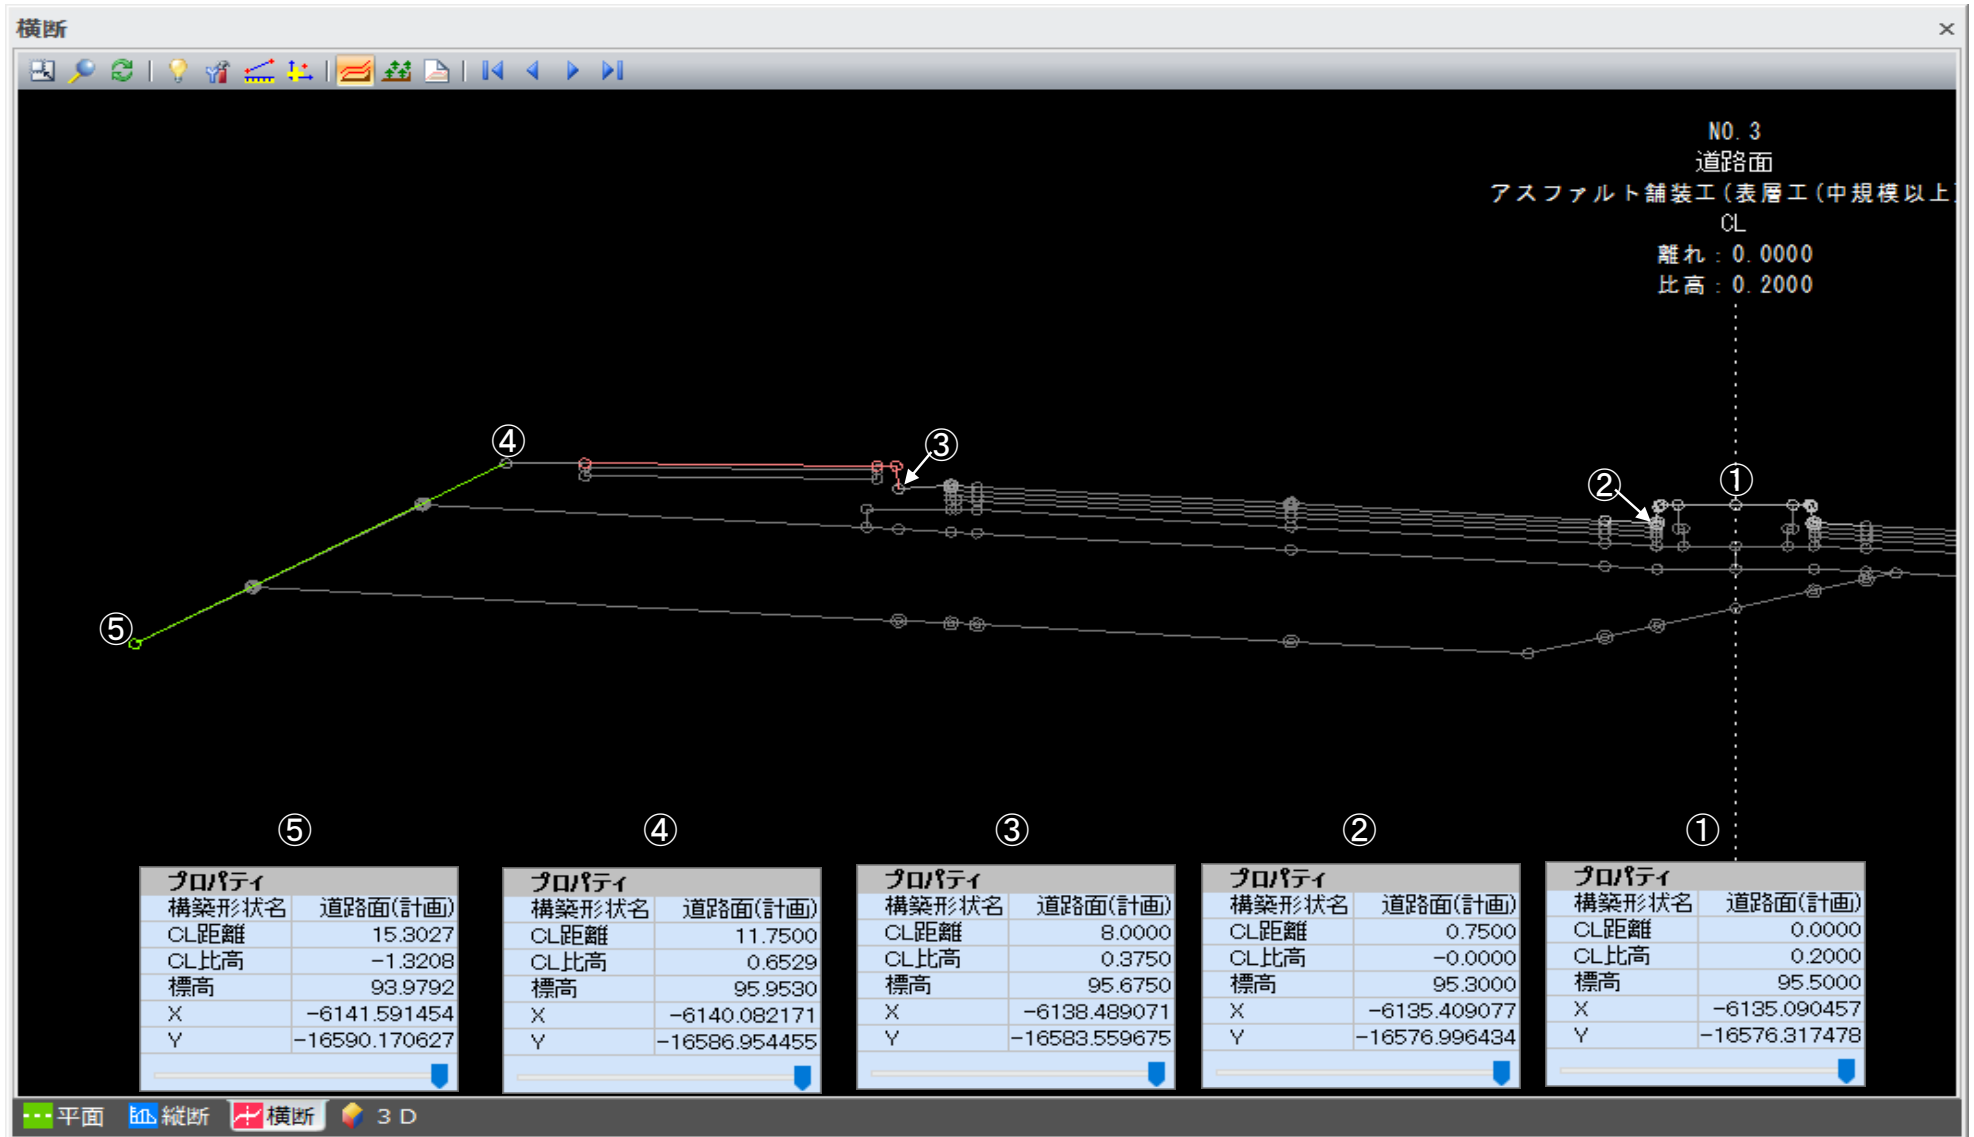 横断
NO.3
道路面
アスファルト舗装工(表層工(中規模以上)
CL
離れ:0.0000
比高:0.2000
④
③
②
①
⑤
⑤
④
③
②
①
プロパティ
構築形状名 道路面(計画)
CL距離 15.3027
CL比高 -1.3208
標高 93.9792
X -6141.591454
Y -16590.170627
プロパティ
構築形状名 道路面(計画)
CL距離 11.7500
CL比高 0.6529
標高 95.9530
X -6140.082171
Y -16586.954455
プロパティ
構築形状名 道路面(計画)
CL距離 8.0000
CL比高 0.3750
標高 95.6750
X -6138.489071
Y -16583.559675
プロパティ
構築形状名 道路面(計画)
CL距離 0.7500
CL比高 -0.0000
標高 95.3000
X -6135.409077
Y -16576.996434
プロパティ
構築形状名 道路面(計画)
CL距離 0.0000
CL比高 0.2000
標高 95.5000
X -6135.090457
Y -16576.317478
平面 縦断 横断 3D